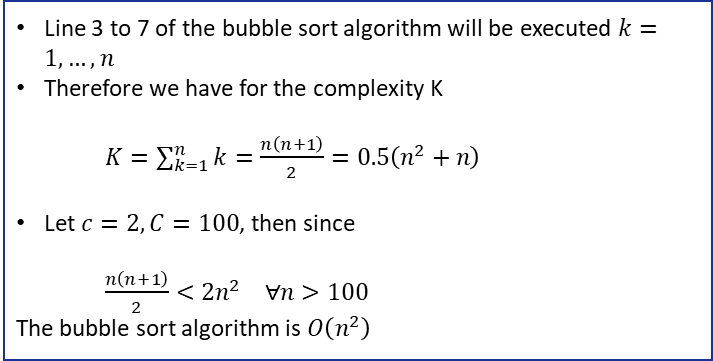 • Line 3 to 7 of the bubble sort algorithm will be executed k =
1, ..., n
• Therefore we have for the complexity K
K = ∑ₖ₌₁ⁿ k = n(n+1)/2 = 0.5(n² + n)
• Let c = 2, C = 100, then since
n(n+1)/2 < 2n² ∀n > 100
The bubble sort algorithm is O(n²)